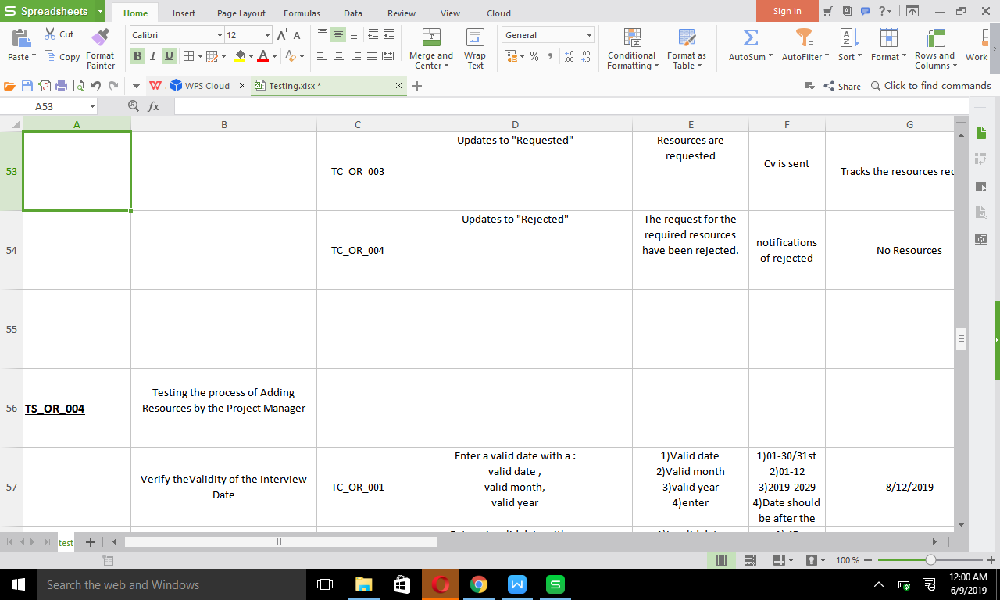 Spreadsheets
Home Insert Page Layout Formulas Data Review View Cloud Sign in
Paste Cut Copy Format Painter
Calibri 12 A+ A-
B I U
General
Merge and Center
Wrap Text
Conditional Formatting
Format as Table
AutoSum AutoFilter Sort Format Rows and Columns Work
WPS Cloud Testing.xlsx * Share Click to find commands
A53 fx
A B C D E F G
53 TC_OR_003 Updates to "Requested" Resources are requested Cv is sent Tracks the resources rec
54 TC_OR_004 Updates to "Rejected" The request for the required resources have been rejected. notifications of rejected No Resources
55
56 TS_OR_004 Testing the process of Adding Resources by the Project Manager
57 Verify theValidity of the Interview Date TC_OR_001
Enter a valid date with a :
valid date ,
valid month,
valid year
1)Valid date
2)Valid month
3)valid year
4)enter
1)01-30/31st
2)01-12
3)2019-2029
4)Date should
be after the
8/12/2019
test
100 %
Search the web and Windows
12:00 AM
6/9/2019